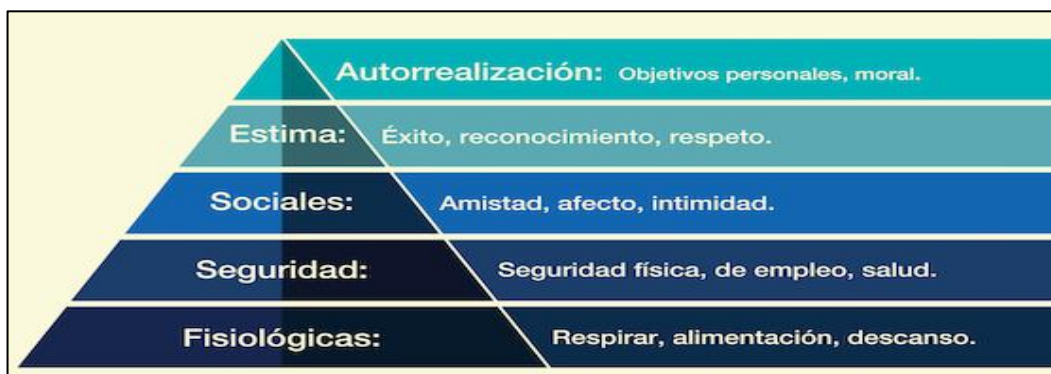 Autorrealización: Objetivos personales, moral.
Estima: Éxito, reconocimiento, respeto.
Sociales: Amistad, afecto, intimidad.
Seguridad: Seguridad física, de empleo, salud.
Fisiológicas: Respirar, alimentación, descanso.